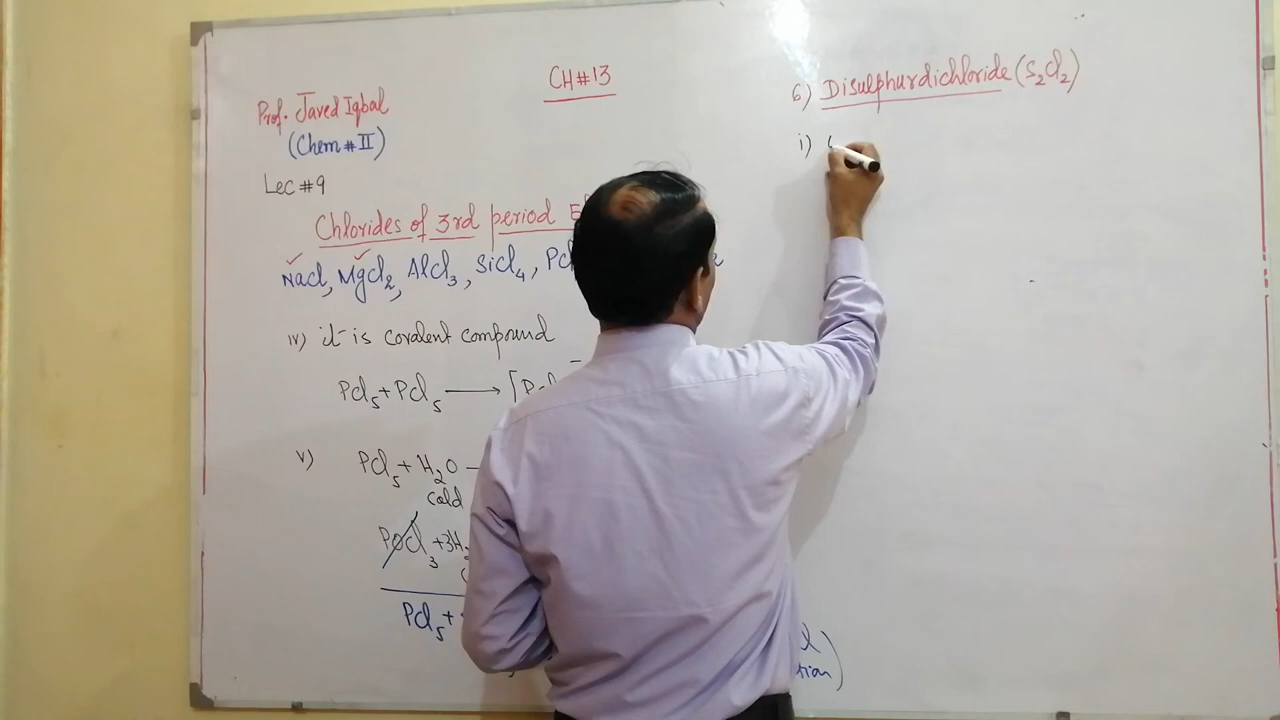 CH#13
Prof. Javed Iqbal
(Chem # II)
Lec #9
Chlorides of 3rd period
NaCl, MgCl2, AlCl3, SiCl4,
iv) it is covalent compound
PCl5 + PCl5 ⟶ [PCl
v) PCl5 + H2O
cold
POCl3 + 3H2
PCl5 +
6) Disulphurdichloride (S2Cl2)
i)